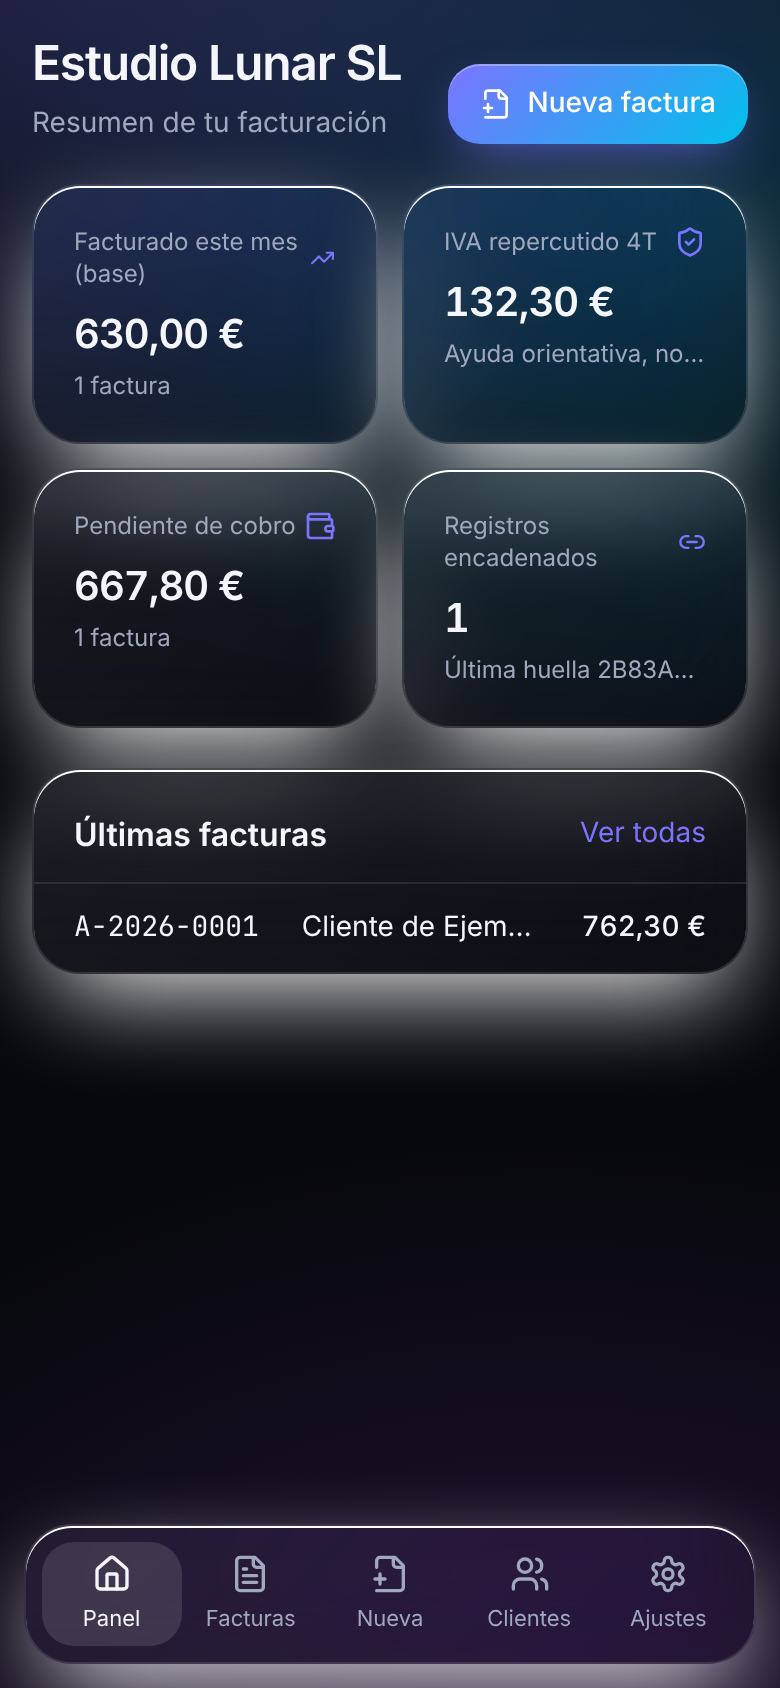 Estudio Lunar SL
Resumen de tu facturación
Nueva factura
Facturado este mes
(base)
630,00 €
1 factura
IVA repercutido 4T
132,30 €
Ayuda orientativa, no...
Pendiente de cobro
667,80 €
1 factura
Registros
encadenados
1
Última huella 2B83A...
Últimas facturas
Ver todas
A-2026-0001 Cliente de Ejem... 762,30 €
Panel
Facturas
Nueva
Clientes
Ajustes